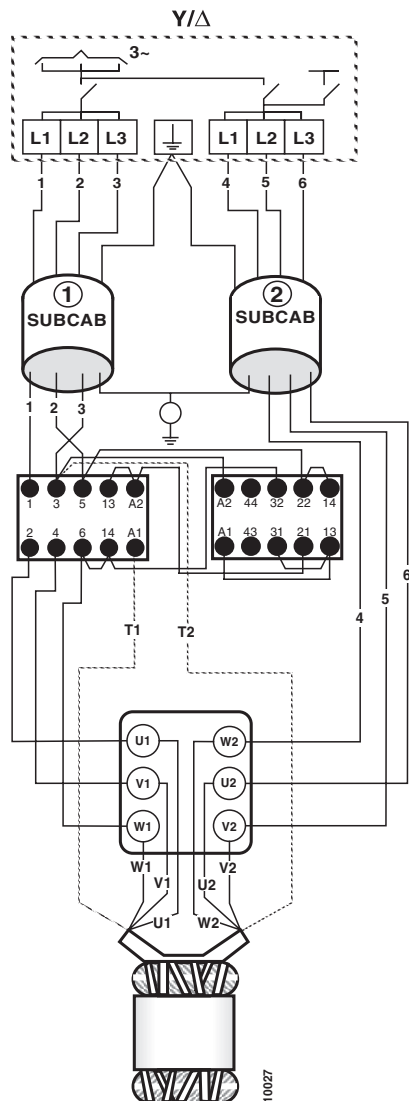 Y/Δ
3~
L1 L2 L3 L1 L2 L3
1 2 3 4 5 6
1 2
SUBCAB SUBCAB
1 2 3
1 3 5 13 A2 A2 44 32 22 14
2 4 6 14 A1 A1 43 31 21 13
6
5
4
T1 T2
U1 W2
V1 U2
W1 V2
W1 V2
V1 U2
U1 W2
10027